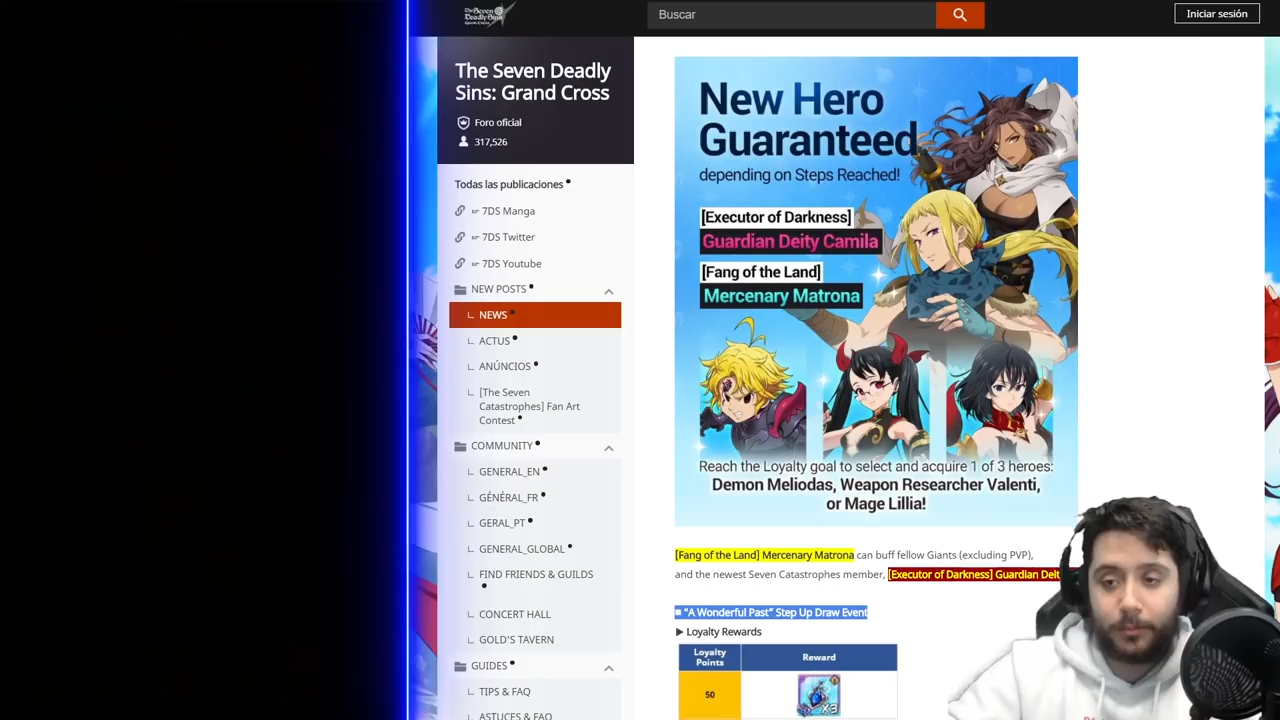 The Seven
Deadly Sins
Buscar
Iniciar sesión
The Seven Deadly
Sins: Grand Cross
Foro oficial
317,526
Todas las publicaciones
☞ 7DS Manga
☞ 7DS Twitter
☞ 7DS Youtube
NEW POSTS
NEWS
ACTUS
ANÚNCIOS
[The Seven
Catastrophes] Fan Art
Contest
COMMUNITY
GENERAL_EN
GÉNÉRAL_FR
GERAL_PT
GENERAL_GLOBAL
FIND FRIENDS & GUILDS
CONCERT HALL
GOLD'S TAVERN
GUIDES
TIPS & FAQ
ASTUCES & FAQ
New Hero
Guaranteed
depending on Steps Reached!
[Executor of Darkness]
Guardian Deity Camila
[Fang of the Land]
Mercenary Matrona
Reach the Loyalty goal to select and acquire 1 of 3 heroes:
Demon Meliodas, Weapon Researcher Valenti,
or Mage Lillia!
[Fang of the Land] Mercenary Matrona can buff fellow Giants (excluding PVP),
and the newest Seven Catastrophes member, [Executor of Darkness] Guardian Deit
■ “A Wonderful Past” Step Up Draw Event
▶ Loyalty Rewards
Loyalty
Points
Reward
50
X3